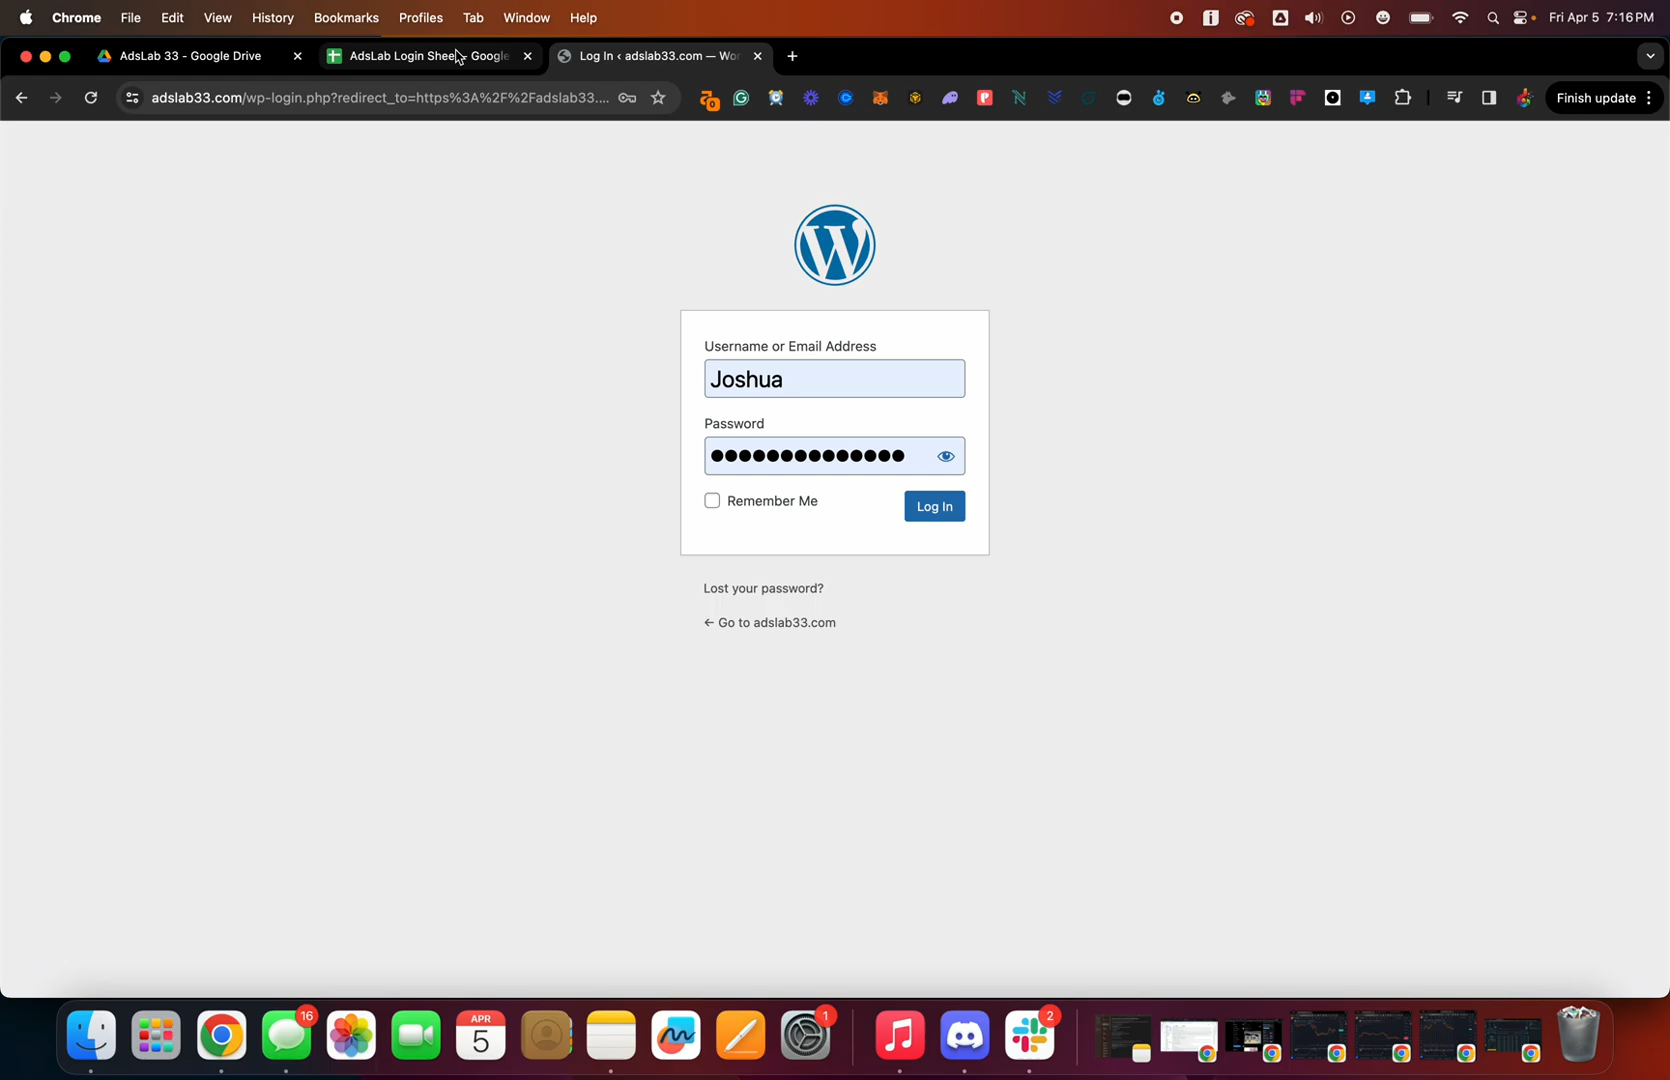 Chrome File Edit View History Bookmarks Profiles Tab Window Help Fri Apr 5 7:16 PM
AdsLab 33 - Google Drive AdsLab Login Sheet - Google Log In ‹ adslab33.com — Wor
adslab33.com/wp-login.php?redirect_to=https%3A%2F%2Fadslab33.... Finish update
Username or Email Address
Joshua
Password
Remember Me Log In
Lost your password?
← Go to adslab33.com
16 APR 5 1 2